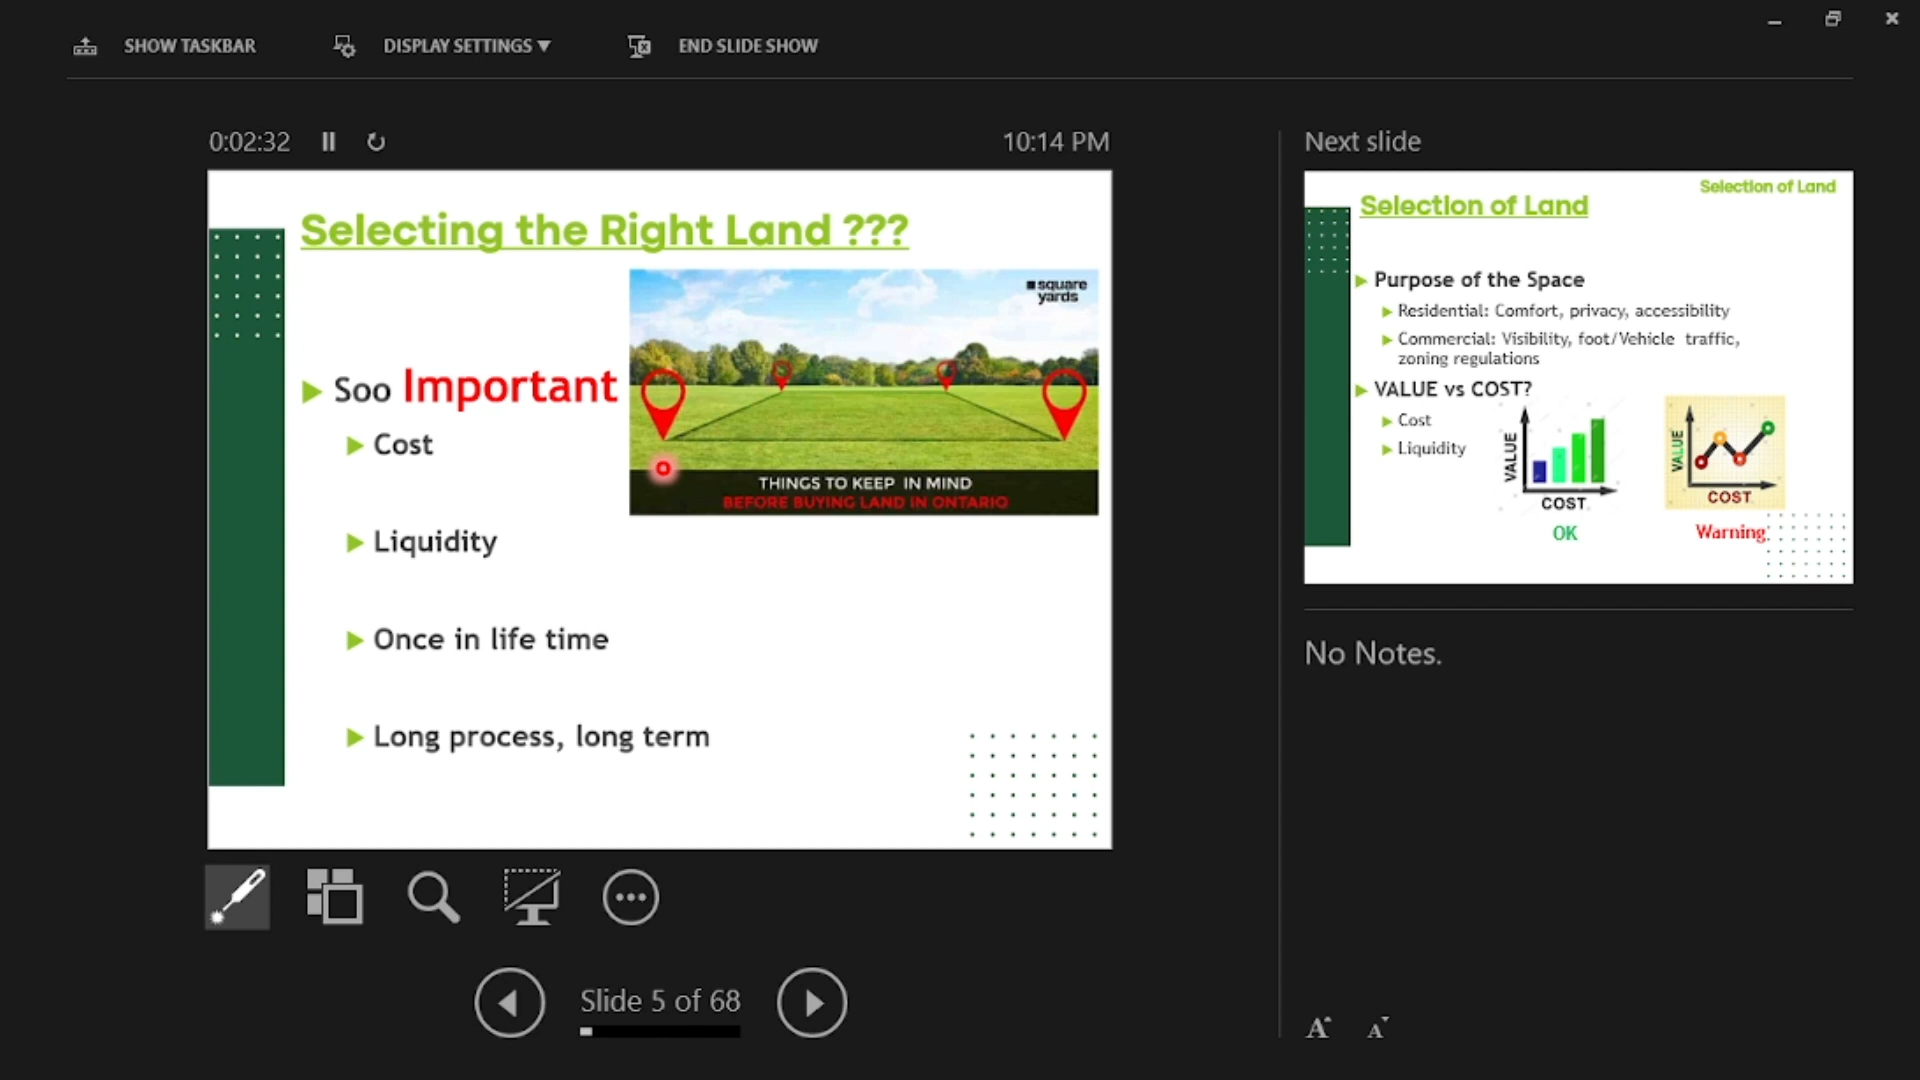 SHOW TASKBAR
DISPLAY SETTINGS ▼
END SLIDE SHOW
0:02:32
10:14 PM
Selecting the Right Land ???
square
yards
Soo Important
Cost
THINGS TO KEEP IN MIND
BEFORE BUYING LAND IN ONTARIO
Liquidity
Once in life time
Long process, long term
Slide 5 of 68
Next slide
Selection of Land
Selection of Land
Purpose of the Space
Residential: Comfort, privacy, accessibility
Commercial: Visibility, foot/Vehicle traffic,
zoning regulations
VALUE vs COST?
Cost
Liquidity
VALUE
COST
OK
VALUE
COST
Warning
No Notes.
A A